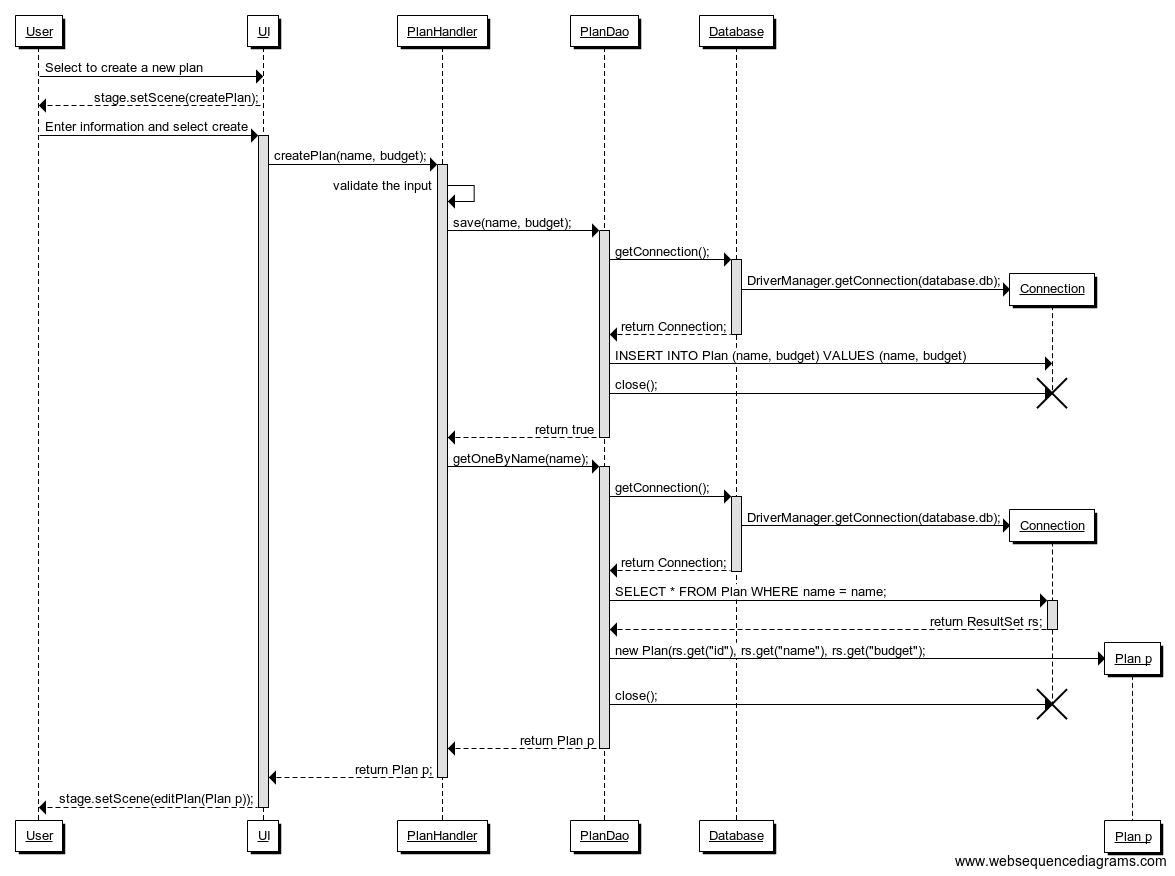 User
UI
PlanHandler
PlanDao
Database
Select to create a new plan
stage.setScene(createPlan);
Enter information and select create
createPlan(name, budget);
validate the input
save(name, budget);
getConnection();
DriverManager.getConnection(database.db);
Connection
return Connection;
INSERT INTO Plan (name, budget) VALUES (name, budget)
close();
return true
getOneByName(name);
getConnection();
DriverManager.getConnection(database.db);
Connection
return Connection;
SELECT * FROM Plan WHERE name = name;
return ResultSet rs;
new Plan(rs.get("id"), rs.get("name"), rs.get("budget");
Plan p
close();
return Plan p
return Plan p;
stage.setScene(editPlan(Plan p));
User
UI
PlanHandler
PlanDao
Database
Plan p
www.websequencediagrams.com